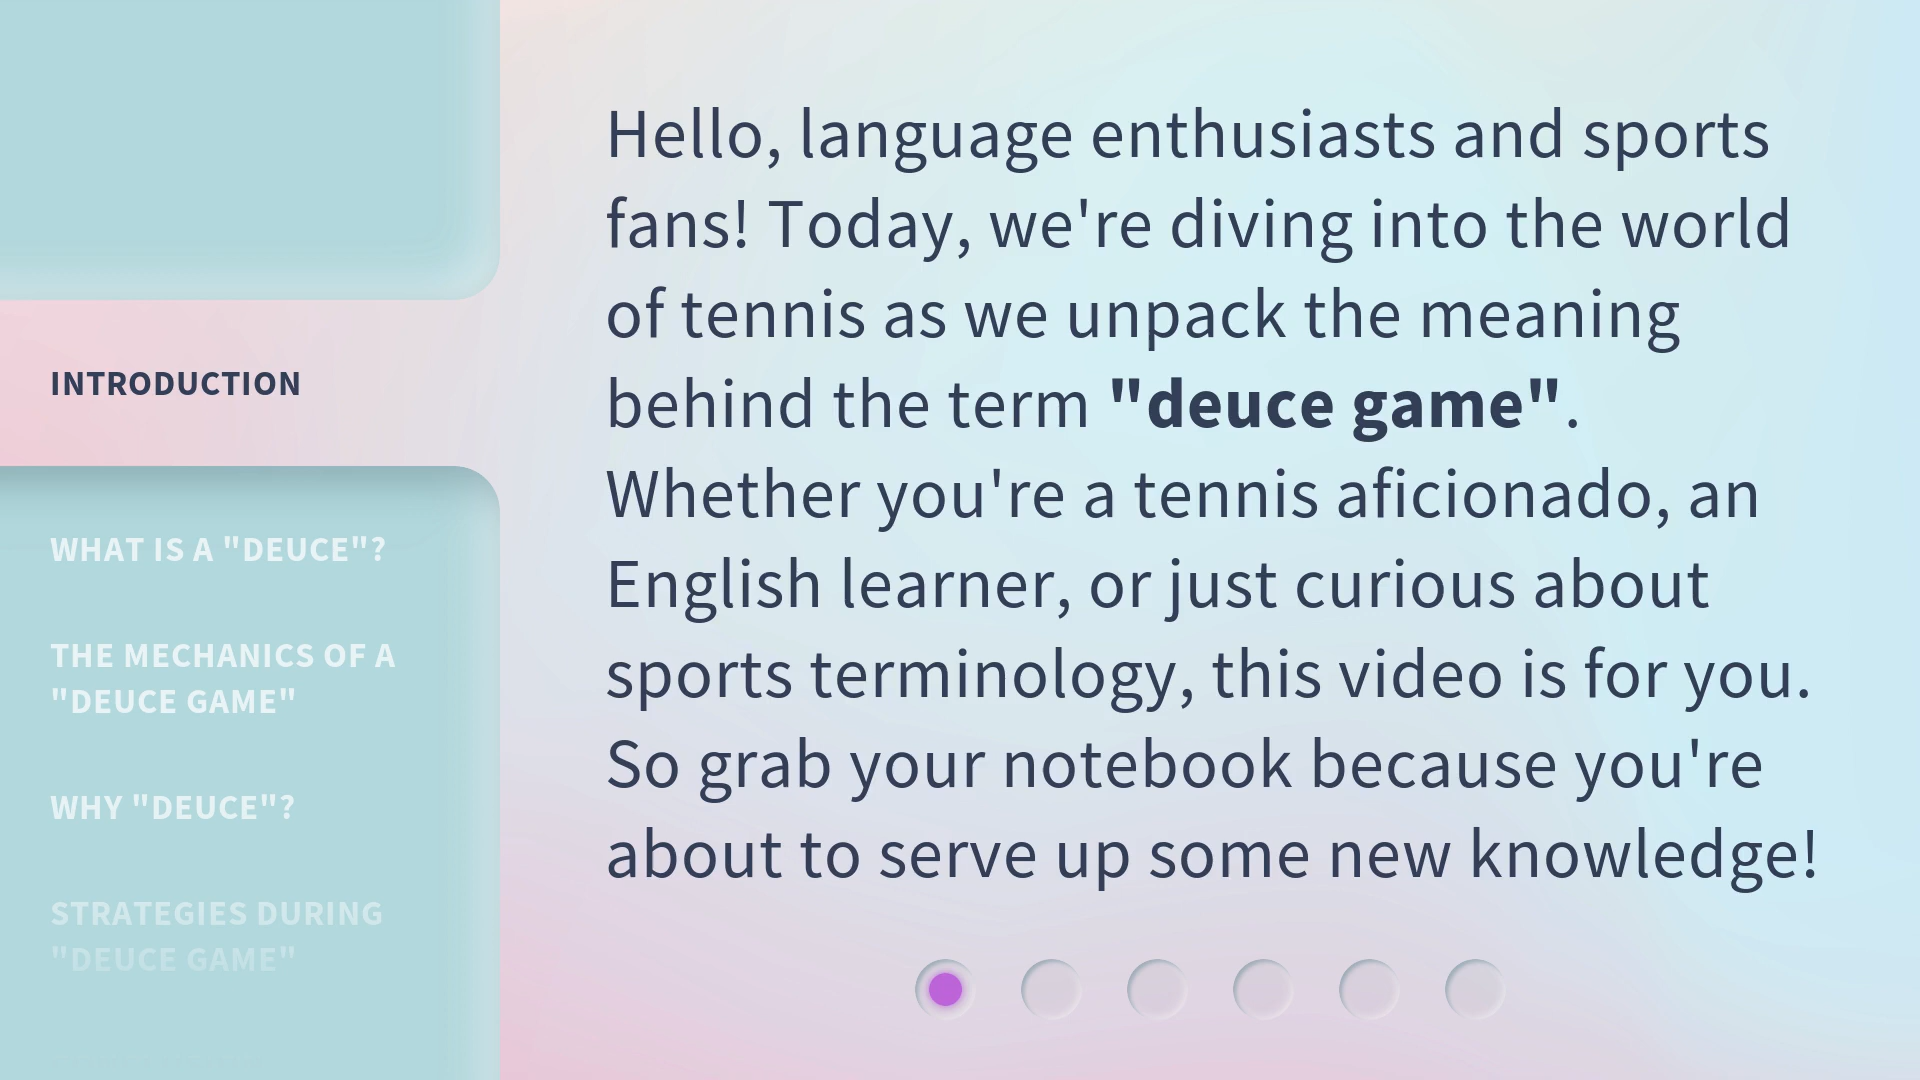 INTRODUCTION
WHAT IS A "DEUCE"?
THE MECHANICS OF A
"DEUCE GAME"
WHY "DEUCE"?
STRATEGIES DURING
"DEUCE GAME"
Hello, language enthusiasts and sports
fans! Today, we're diving into the world
of tennis as we unpack the meaning
behind the term "deuce game".
Whether you're a tennis aficionado, an
English learner, or just curious about
sports terminology, this video is for you.
So grab your notebook because you're
about to serve up some new knowledge!